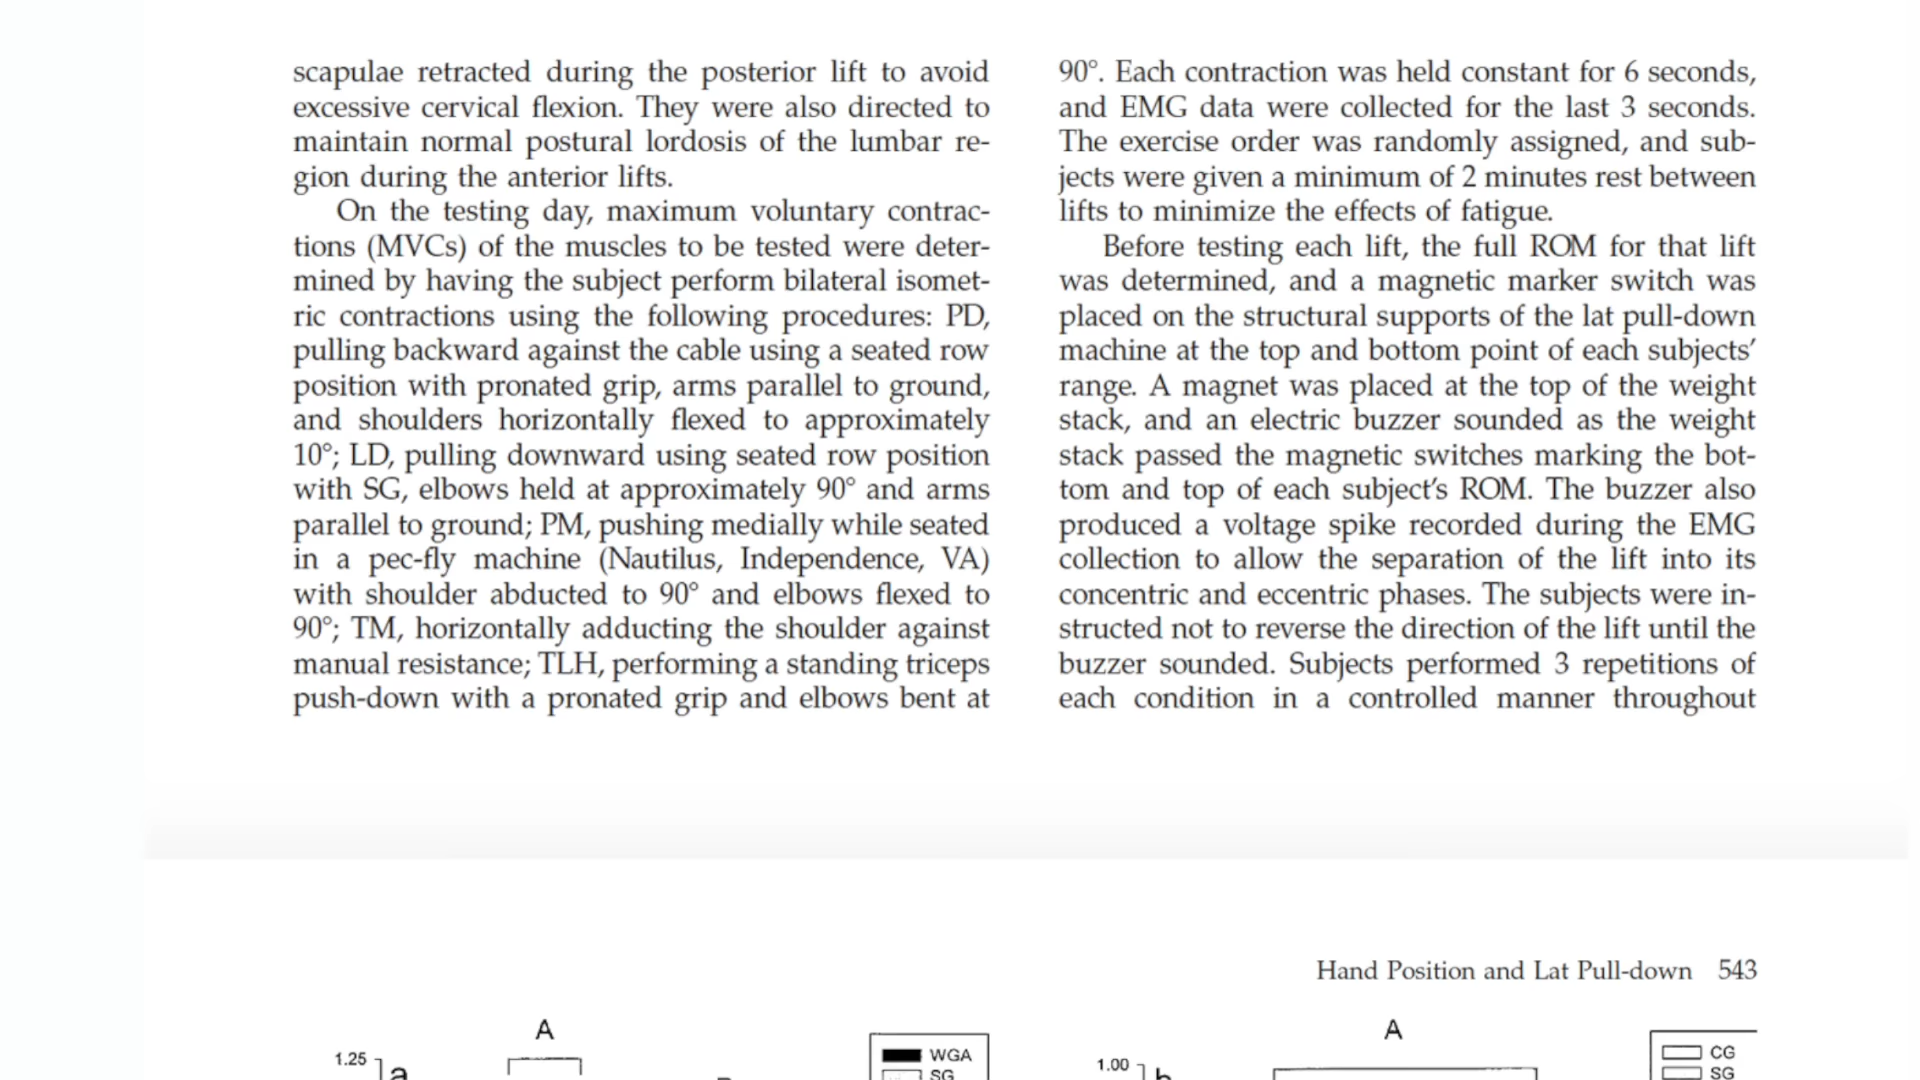 scapulae retracted during the posterior lift to avoid
excessive cervical flexion. They were also directed to
maintain normal postural lordosis of the lumbar re-
gion during the anterior lifts.
On the testing day, maximum voluntary contrac-
tions (MVCs) of the muscles to be tested were deter-
mined by having the subject perform bilateral isomet-
ric contractions using the following procedures: PD,
pulling backward against the cable using a seated row
position with pronated grip, arms parallel to ground,
and shoulders horizontally flexed to approximately
10°; LD, pulling downward using seated row position
with SG, elbows held at approximately 90° and arms
parallel to ground; PM, pushing medially while seated
in a pec-fly machine (Nautilus, Independence, VA)
with shoulder abducted to 90° and elbows flexed to
90°; TM, horizontally adducting the shoulder against
manual resistance; TLH, performing a standing triceps
push-down with a pronated grip and elbows bent at
90°. Each contraction was held constant for 6 seconds,
and EMG data were collected for the last 3 seconds.
The exercise order was randomly assigned, and sub-
jects were given a minimum of 2 minutes rest between
lifts to minimize the effects of fatigue.
Before testing each lift, the full ROM for that lift
was determined, and a magnetic marker switch was
placed on the structural supports of the lat pull-down
machine at the top and bottom point of each subjects'
range. A magnet was placed at the top of the weight
stack, and an electric buzzer sounded as the weight
stack passed the magnetic switches marking the bot-
tom and top of each subject's ROM. The buzzer also
produced a voltage spike recorded during the EMG
collection to allow the separation of the lift into its
concentric and eccentric phases. The subjects were in-
structed not to reverse the direction of the lift until the
buzzer sounded. Subjects performed 3 repetitions of
each condition in a controlled manner throughout
Hand Position and Lat Pull-down 543
A
1.25
a
WGA
SG
A
1.00
b
CG
SG